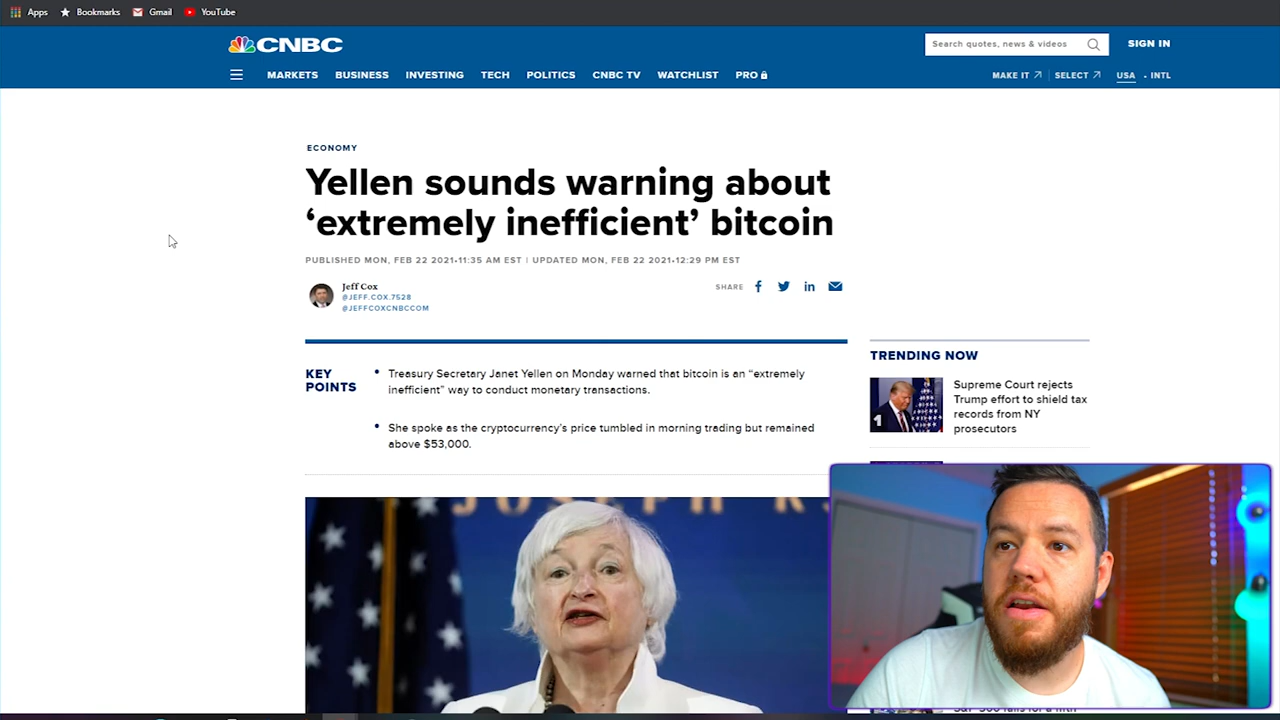 Apps Bookmarks Gmail YouTube
CNBC
Search quotes, news & videos
SIGN IN
MARKETS BUSINESS INVESTING TECH POLITICS CNBC TV WATCHLIST PRO
MAKE IT SELECT USA • INTL
ECONOMY
Yellen sounds warning about
‘extremely inefficient’ bitcoin
PUBLISHED MON, FEB 22 2021•11:35 AM EST | UPDATED MON, FEB 22 2021•12:29 PM EST
Jeff Cox
@JEFF.COX.7528
@JEFFCOXCNBCCOM
SHARE
KEY
POINTS
• Treasury Secretary Janet Yellen on Monday warned that bitcoin is an “extremely
inefficient” way to conduct monetary transactions.
• She spoke as the cryptocurrency’s price tumbled in morning trading but remained
above $53,000.
TRENDING NOW
1
Supreme Court rejects
Trump effort to shield tax
records from NY
prosecutors
JOSEPH R